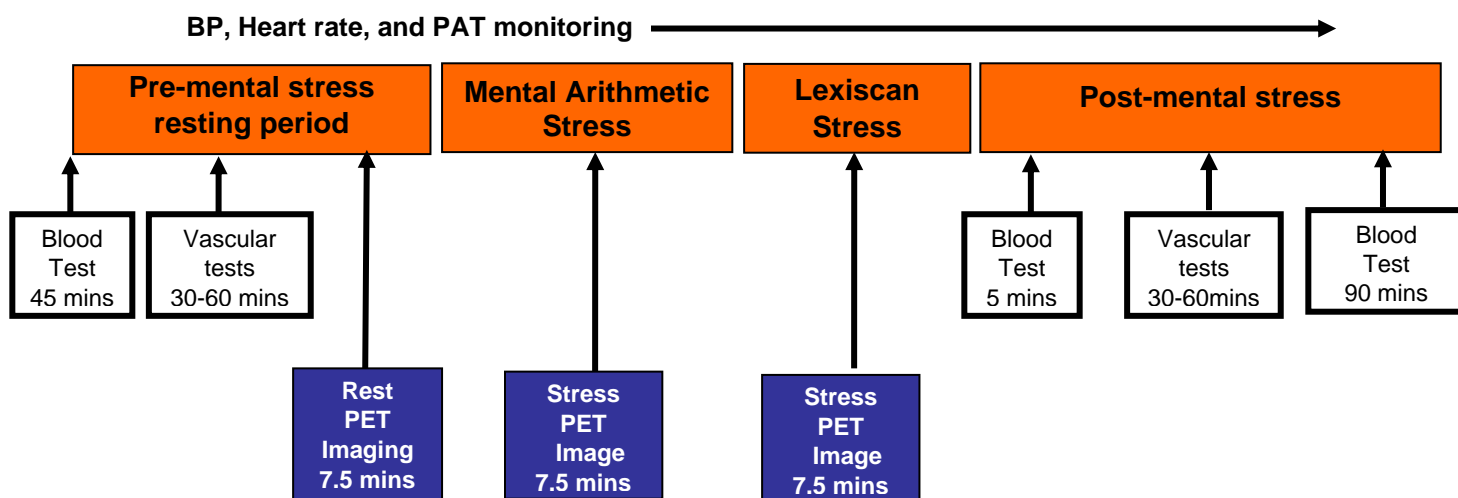 BP, Heart rate, and PAT monitoring
Pre-mental stress
resting period
Mental Arithmetic
Stress
Lexiscan
Stress
Post-mental stress
Blood
Test
45 mins
Vascular
tests
30-60 mins
Blood
Test
5 mins
Vascular
tests
30-60mins
Blood
Test
90 mins
Rest
PET
Imaging
7.5 mins
Stress
PET
Image
7.5 mins
Stress
PET
Image
7.5 mins